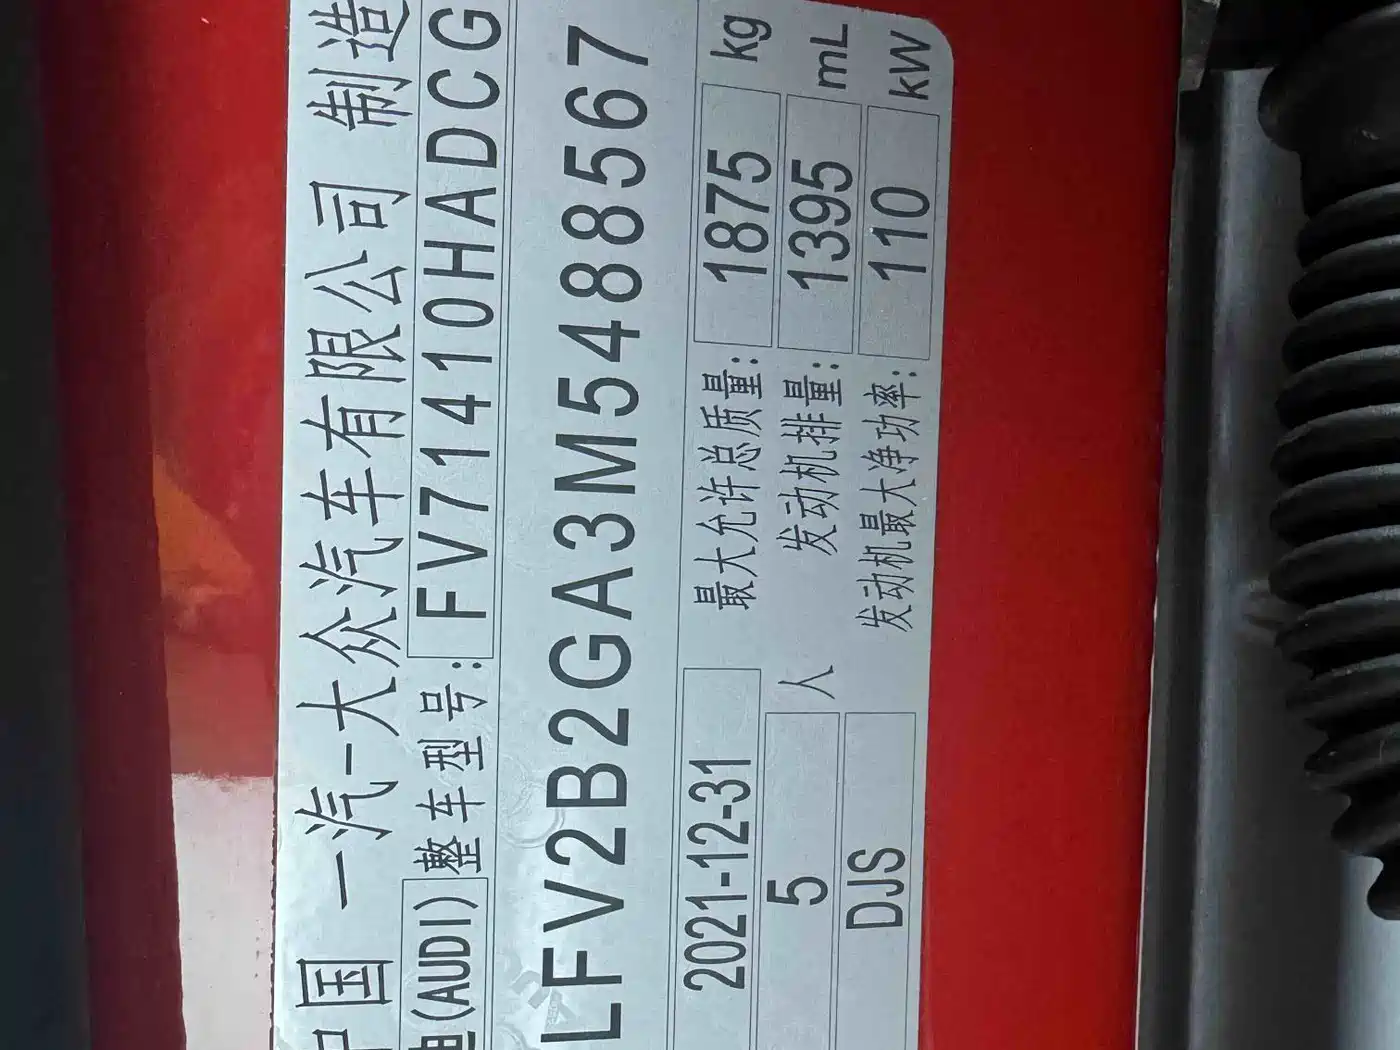 中国 一汽-大众汽车有限公司 制造
迪(AUDI) 整车型号: FV71410HADCG
LFV2B2GA3M5488567
2021-12-31 最大允许总质量: 1875 kg
5 人 发动机排量: 1395 mL
DJS 发动机最大净功率: 110 kW